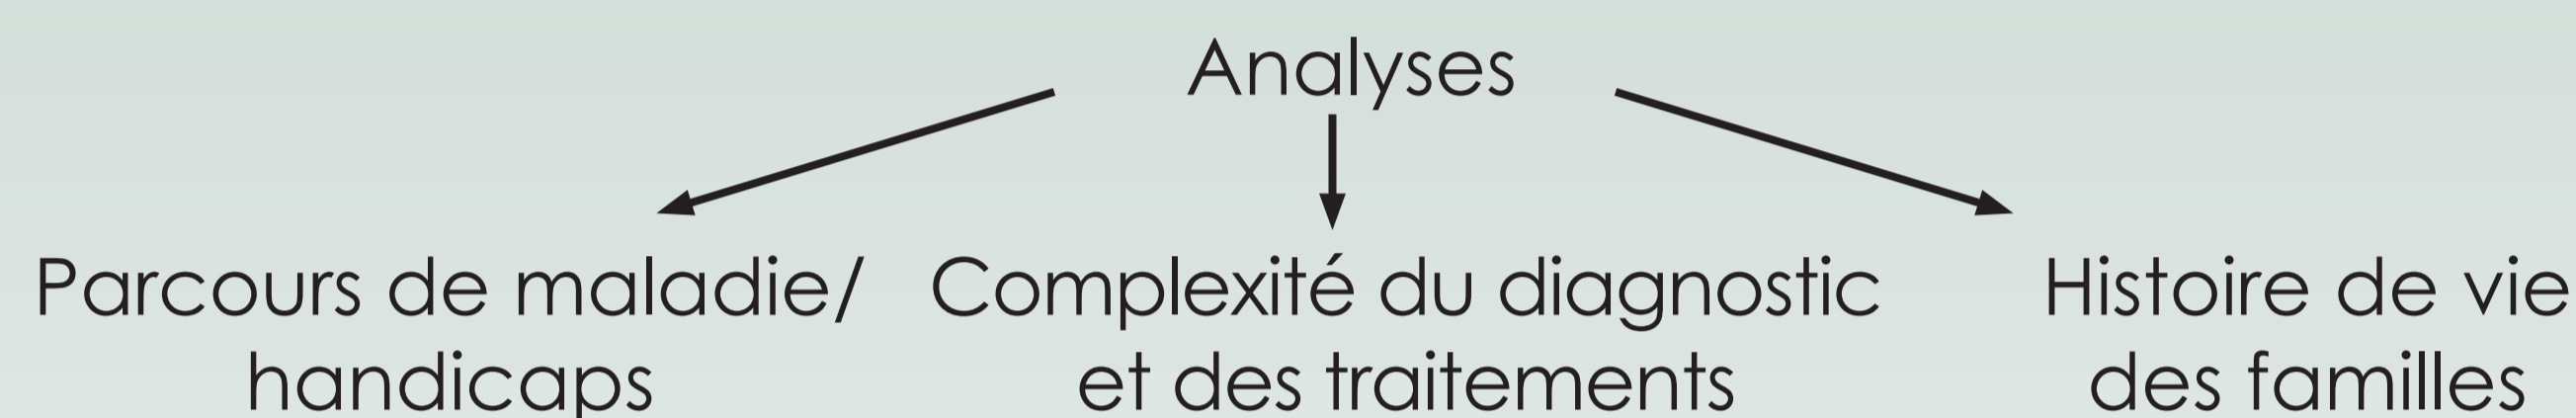 Analyses
Parcours de maladie/
handicaps
Complexité du diagnostic
et des traitements
Histoire de vie
des familles